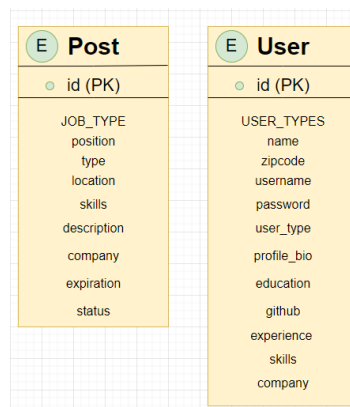 E Post
id (PK)
JOB_TYPE
position
type
location
skills
description
company
expiration
status
E User
id (PK)
USER_TYPES
name
zipcode
username
password
user_type
profile_bio
education
github
experience
skills
company